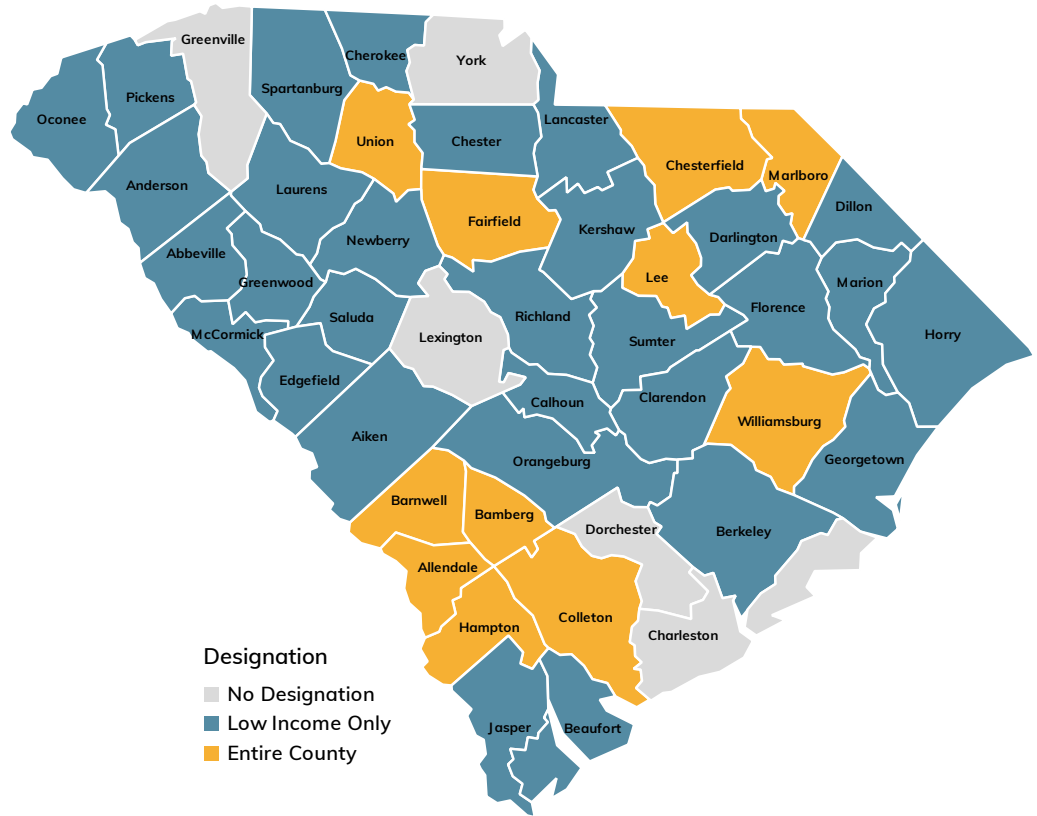 Greenville
York
Cherokee
Spartanburg
Pickens
Oconee
Lancaster
Union
Chester
Chesterfield
Marlboro
Anderson
Laurens
Dillon
Fairfield
Kershaw
Darlington
Newberry
Abbeville
Lee
Greenwood
Marion
Florence
Richland
Saluda
McCormick
Lexington
Sumter
Horry
Edgefield
Clarendon
Calhoun
Williamsburg
Aiken
Orangeburg
Georgetown
Barnwell
Bamberg
Dorchester
Berkeley
Allendale
Colleton
Hampton
Charleston
Jasper
Beaufort
Designation
No Designation
Low Income Only
Entire County